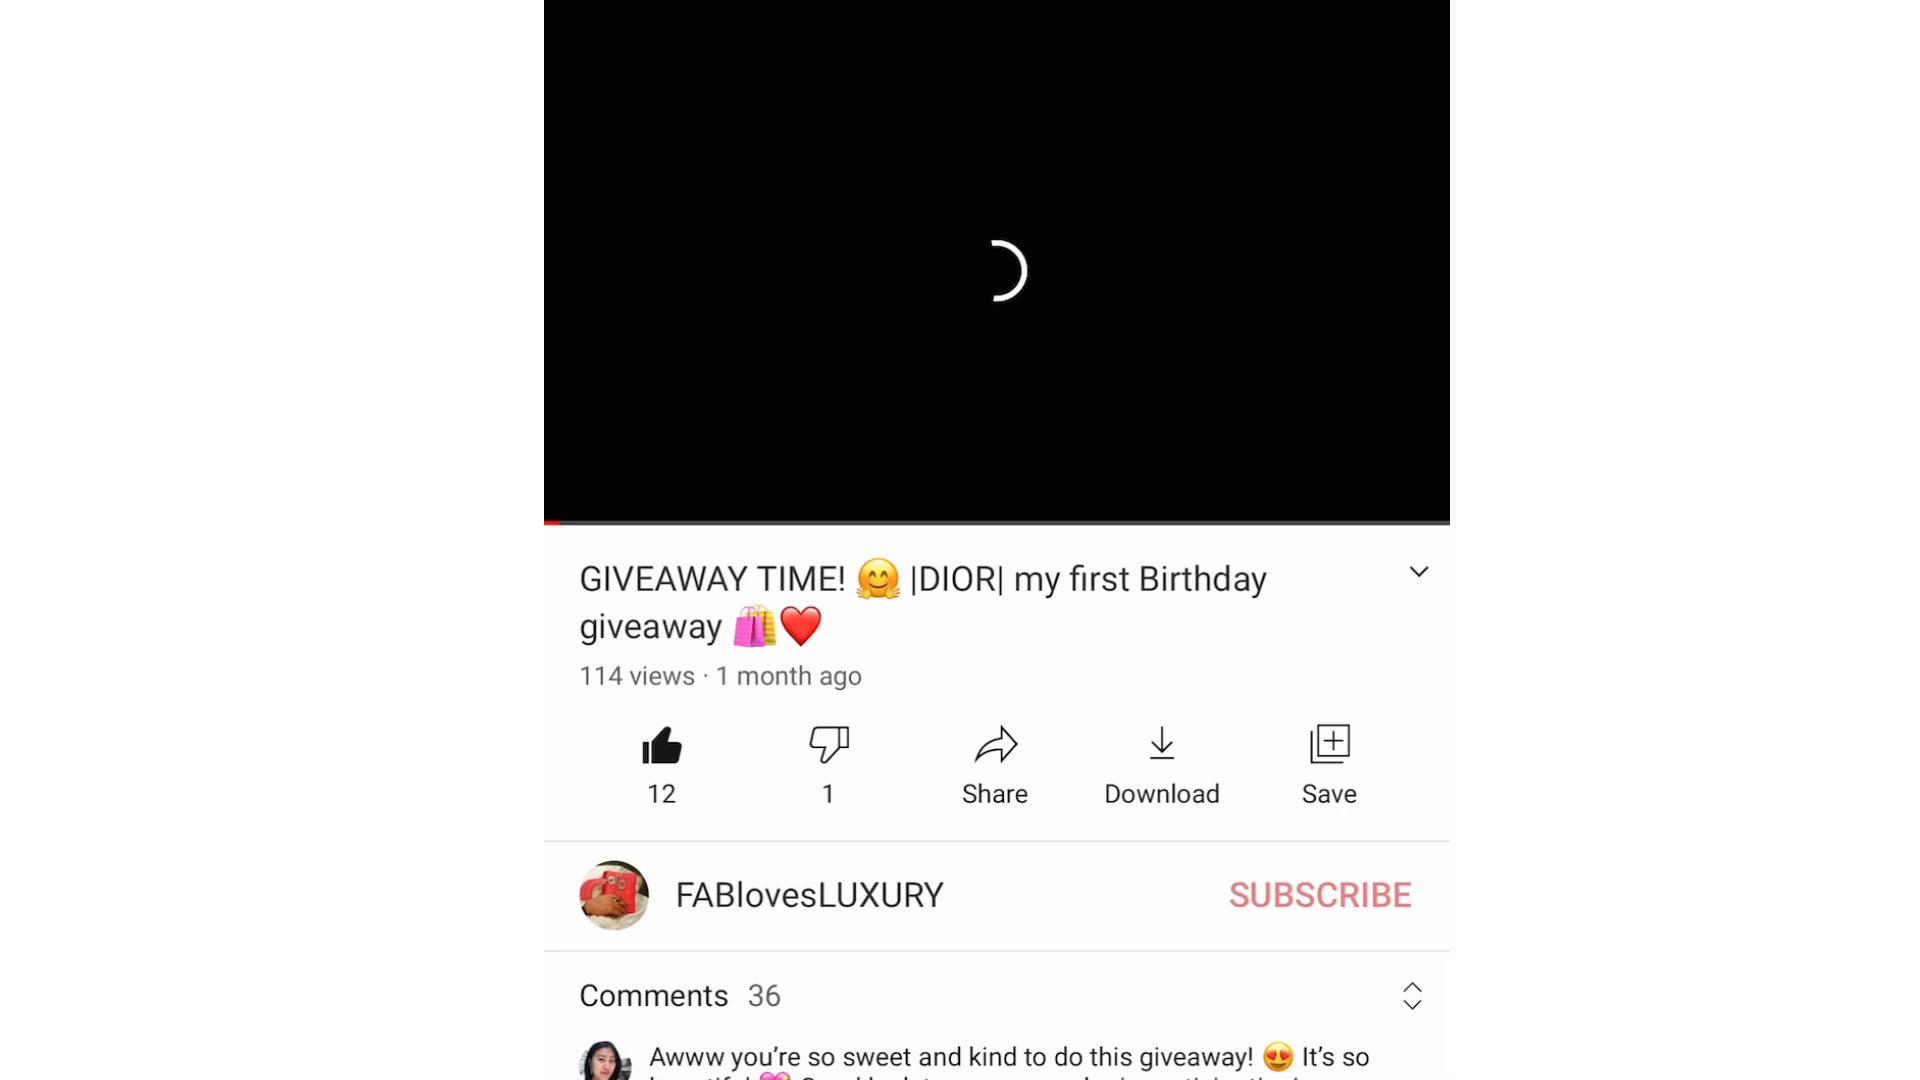 GIVEAWAY TIME! 🤗 |DIOR| my first Birthday
giveaway 🛍️❤️
114 views · 1 month ago
12
1
Share
Download
Save
FABlovesLUXURY
SUBSCRIBE
Comments 36
Awww you’re so sweet and kind to do this giveaway! 😍 It’s so